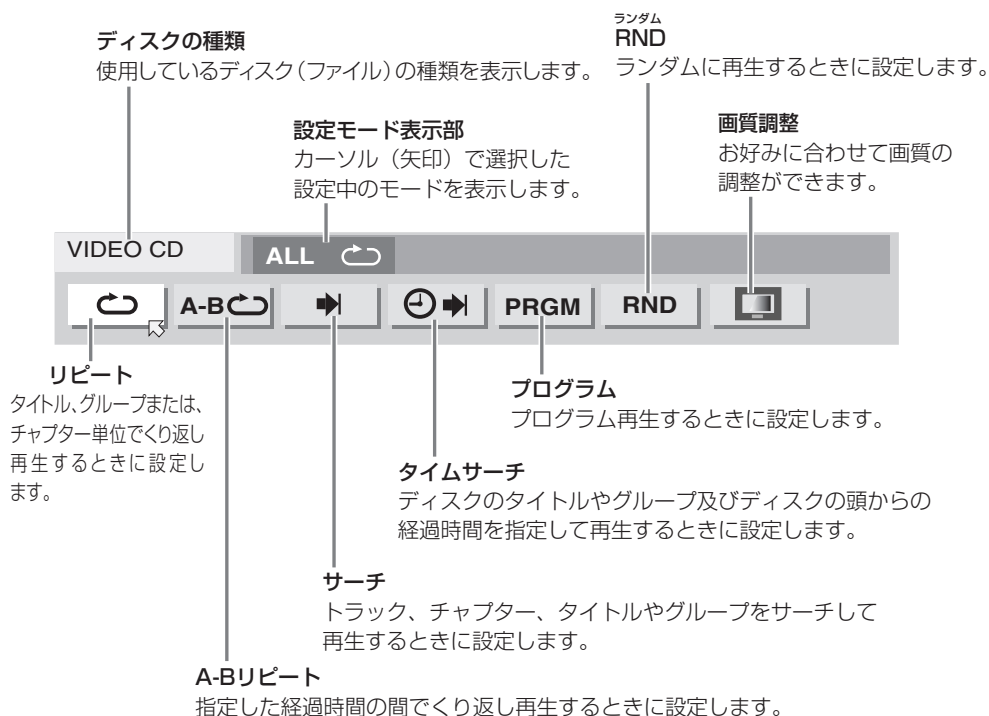 ディスクの種類
使用しているディスク（ファイル）の種類を表示します。
ランダム
RND
ランダムに再生するときに設定します。
設定モード表示部
カーソル（矢印）で選択した
設定中のモードを表示します。
画質調整
お好みに合わせて画質の
調整ができます。
VIDEO CD
ALL
A-B
PRGM
RND
リピート
タイトル、グループまたは、
チャプター単位でくり返し
再生するときに設定し
ます。
プログラム
プログラム再生するときに設定します。
タイムサーチ
ディスクのタイトルやグループ及びディスクの頭からの
経過時間を指定して再生するときに設定します。
サーチ
トラック、チャプター、タイトルやグループをサーチして
再生するときに設定します。
A-Bリピート
指定した経過時間の間でくり返し再生するときに設定します。